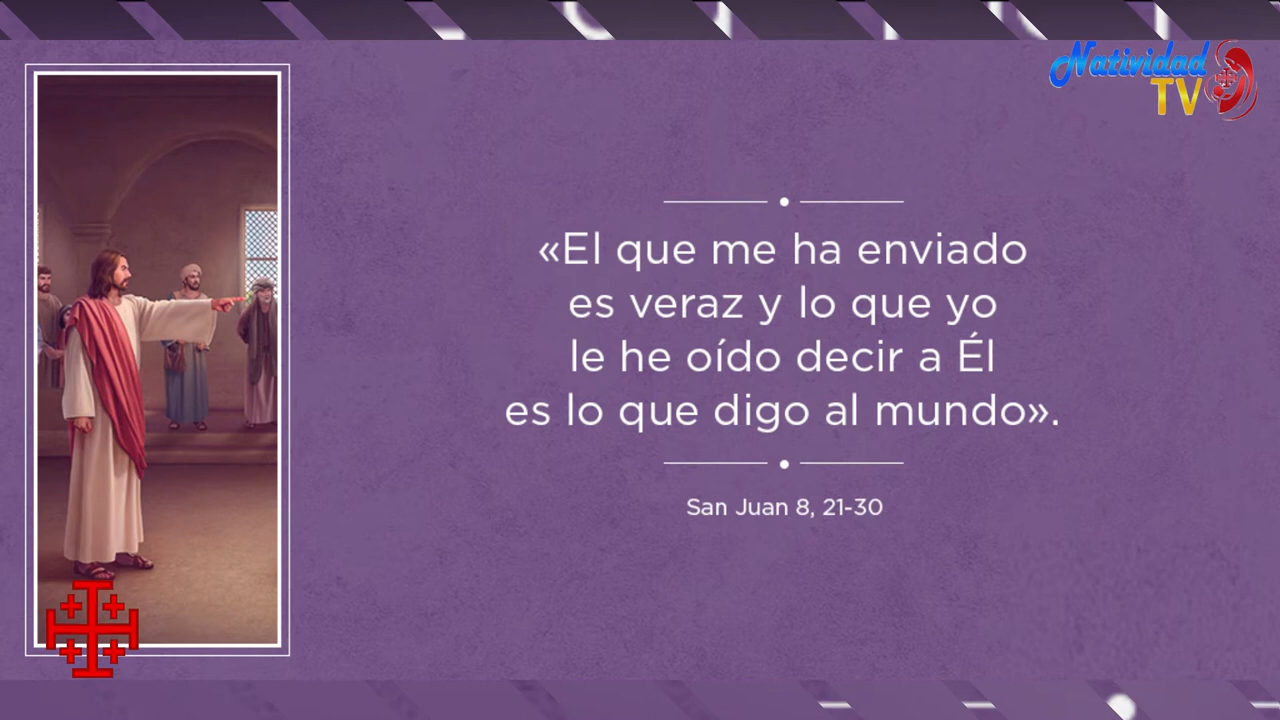 Natividad
TV
«El que me ha enviado
es veraz y lo que yo
le he oído decir a Él
es lo que digo al mundo».
San Juan 8, 21-30